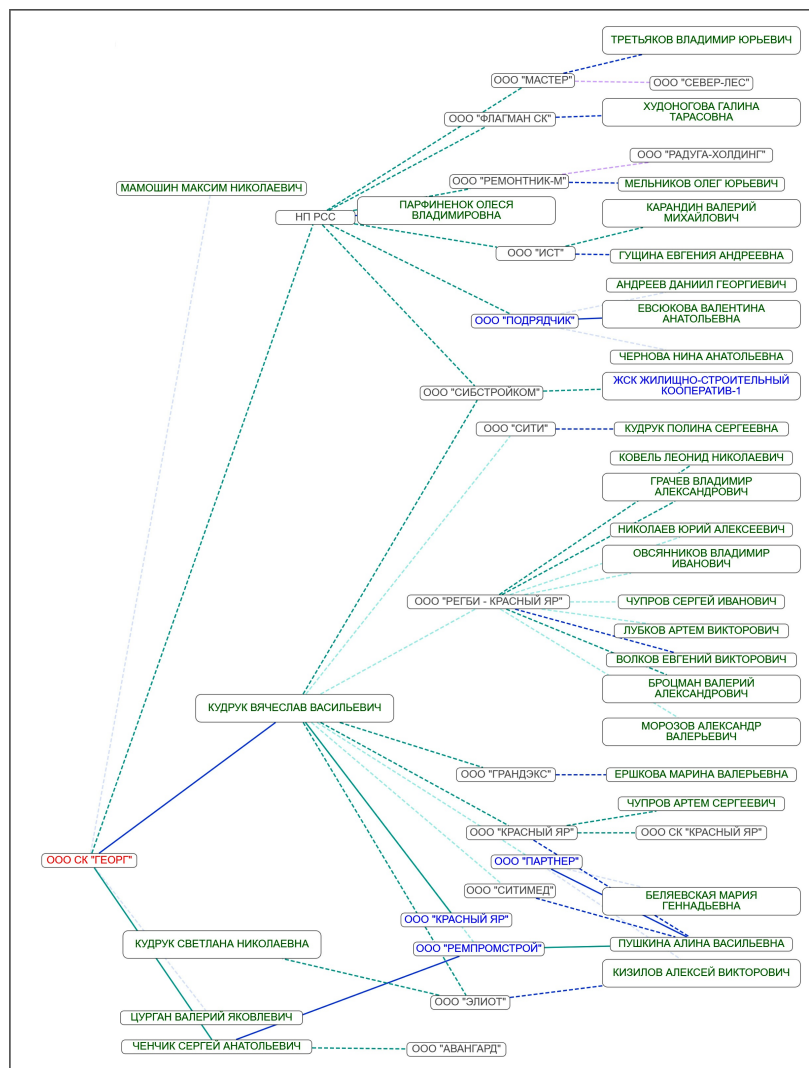 ТРЕТЬЯКОВ ВЛАДИМИР ЮРЬЕВИЧ
ООО "МАСТЕР"
ООО "СЕВЕР-ЛЕС"
ХУДОНОГОВА ГАЛИНА
ТАРАСОВНА
ООО "ФЛАГМАН СК"
ООО "РАДУГА-ХОЛДИНГ"
ООО "РЕМОНТНИК-М"
МЕЛЬНИКОВ ОЛЕГ ЮРЬЕВИЧ
МАМОШИН МАКСИМ НИКОЛАЕВИЧ
ПАРФИНЕНОК ОЛЕСЯ
ВЛАДИМИРОВНА
НП РСС
КАРАНДИН ВАЛЕРИЙ
МИХАЙЛОВИЧ
ООО "ИСТ"
ГУЩИНА ЕВГЕНИЯ АНДРЕЕВНА
АНДРЕЕВ ДАНИИЛ ГЕОРГИЕВИЧ
ЕВСЮКОВА ВАЛЕНТИНА
АНАТОЛЬЕВНА
ООО "ПОДРЯДЧИК"
ЧЕРНОВА НИНА АНАТОЛЬЕВНА
ЖСК ЖИЛИЩНО-СТРОИТЕЛЬНЫЙ
КООПЕРАТИВ-1
ООО "СИБСТРОЙКОМ"
ООО "СИТИ"
КУДРУК ПОЛИНА СЕРГЕЕВНА
КОВЕЛЬ ЛЕОНИД НИКОЛАЕВИЧ
ГРАЧЕВ ВЛАДИМИР
АЛЕКСАНДРОВИЧ
НИКОЛАЕВ ЮРИЙ АЛЕКСЕЕВИЧ
ОВСЯННИКОВ ВЛАДИМИР
ИВАНОВИЧ
ООО "РЕГБИ - КРАСНЫЙ ЯР"
ЧУПРОВ СЕРГЕЙ ИВАНОВИЧ
ЛУБКОВ АРТЕМ ВИКТОРОВИЧ
ВОЛКОВ ЕВГЕНИЙ ВИКТОРОВИЧ
БРОЦМАН ВАЛЕРИЙ
АЛЕКСАНДРОВИЧ
КУДРУК ВЯЧЕСЛАВ ВАСИЛЬЕВИЧ
МОРОЗОВ АЛЕКСАНДР
ВАЛЕРЬЕВИЧ
ООО "ГРАНДЭКС"
ЕРШКОВА МАРИНА ВАЛЕРЬЕВНА
ЧУПРОВ АРТЕМ СЕРГЕЕВИЧ
ООО "КРАСНЫЙ ЯР"
ООО СК "КРАСНЫЙ ЯР"
ООО СК "ГЕОРГ"
ООО "ПАРТНЕР"
ООО "СИТИМЕД"
БЕЛЯЕВСКАЯ МАРИЯ
ГЕННАДЬЕВНА
ООО "КРАСНЫЙ ЯР"
КУДРУК СВЕТЛАНА НИКОЛАЕВНА
ООО "РЕМПРОМСТРОЙ"
ПУШКИНА АЛИНА ВАСИЛЬЕВНА
КИЗИЛОВ АЛЕКСЕЙ ВИКТОРОВИЧ
ООО "ЭЛИОТ"
ЦУРГАН ВАЛЕРИЙ ЯКОВЛЕВИЧ
ЧЕНЧИК СЕРГЕЙ АНАТОЛЬЕВИЧ
ООО "АВАНГАРД"